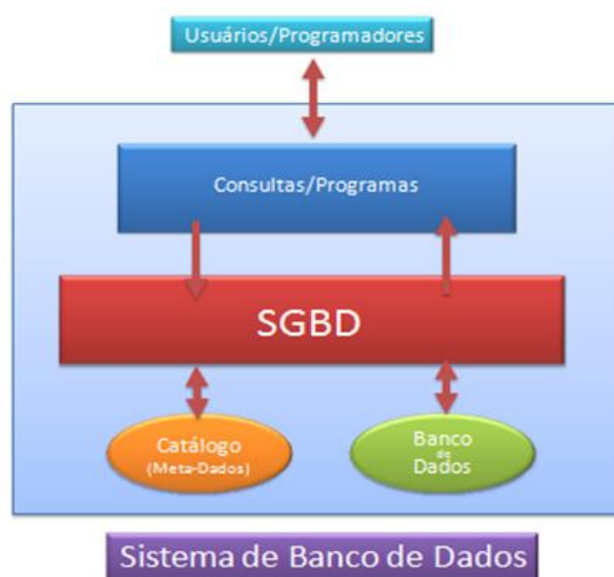 Usuários/Programadores
Consultas/Programas
SGBD
Catálogo
(Meta-Dados)
Banco
de
Dados
Sistema de Banco de Dados